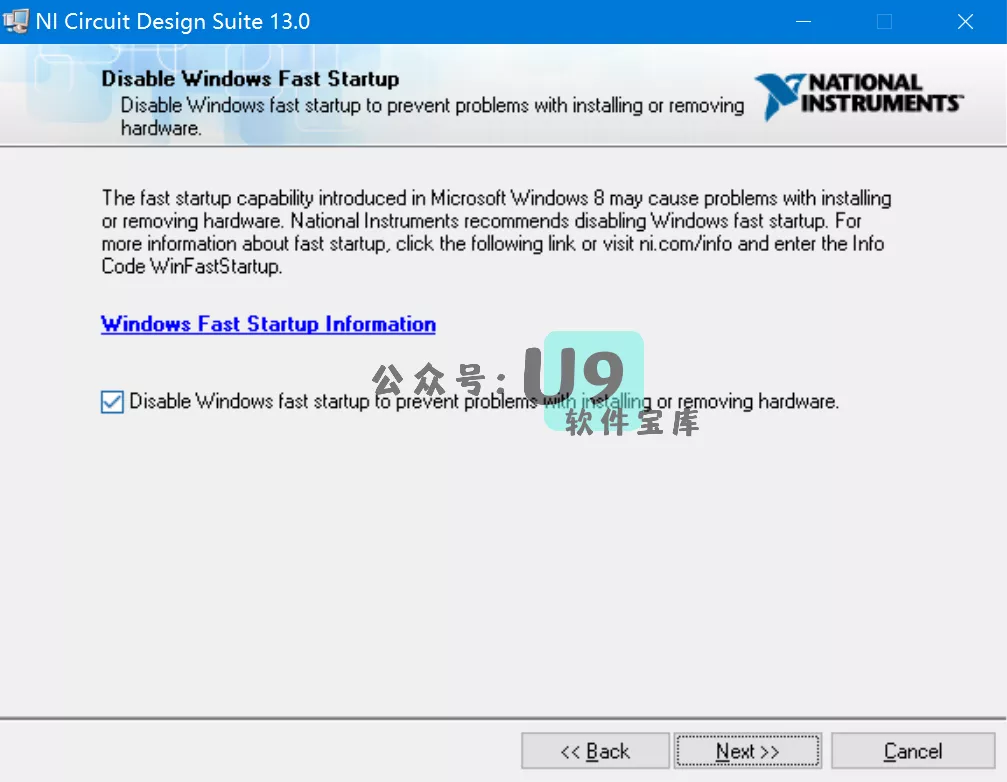 NI Circuit Design Suite 13.0
Disable Windows Fast Startup
Disable Windows fast startup to prevent problems with installing or removing
hardware.
NATIONAL
INSTRUMENTS™
The fast startup capability introduced in Microsoft Windows 8 may cause problems with installing
or removing hardware. National Instruments recommends disabling Windows fast startup. For
more information about fast startup, click the following link or visit ni.com/info and enter the Info
Code WinFastStartup.
Windows Fast Startup Information
公众号;U9
Disable Windows fast startup to prevent problems with installing or removing hardware.
软件宝库
<< Back
Next >>
Cancel